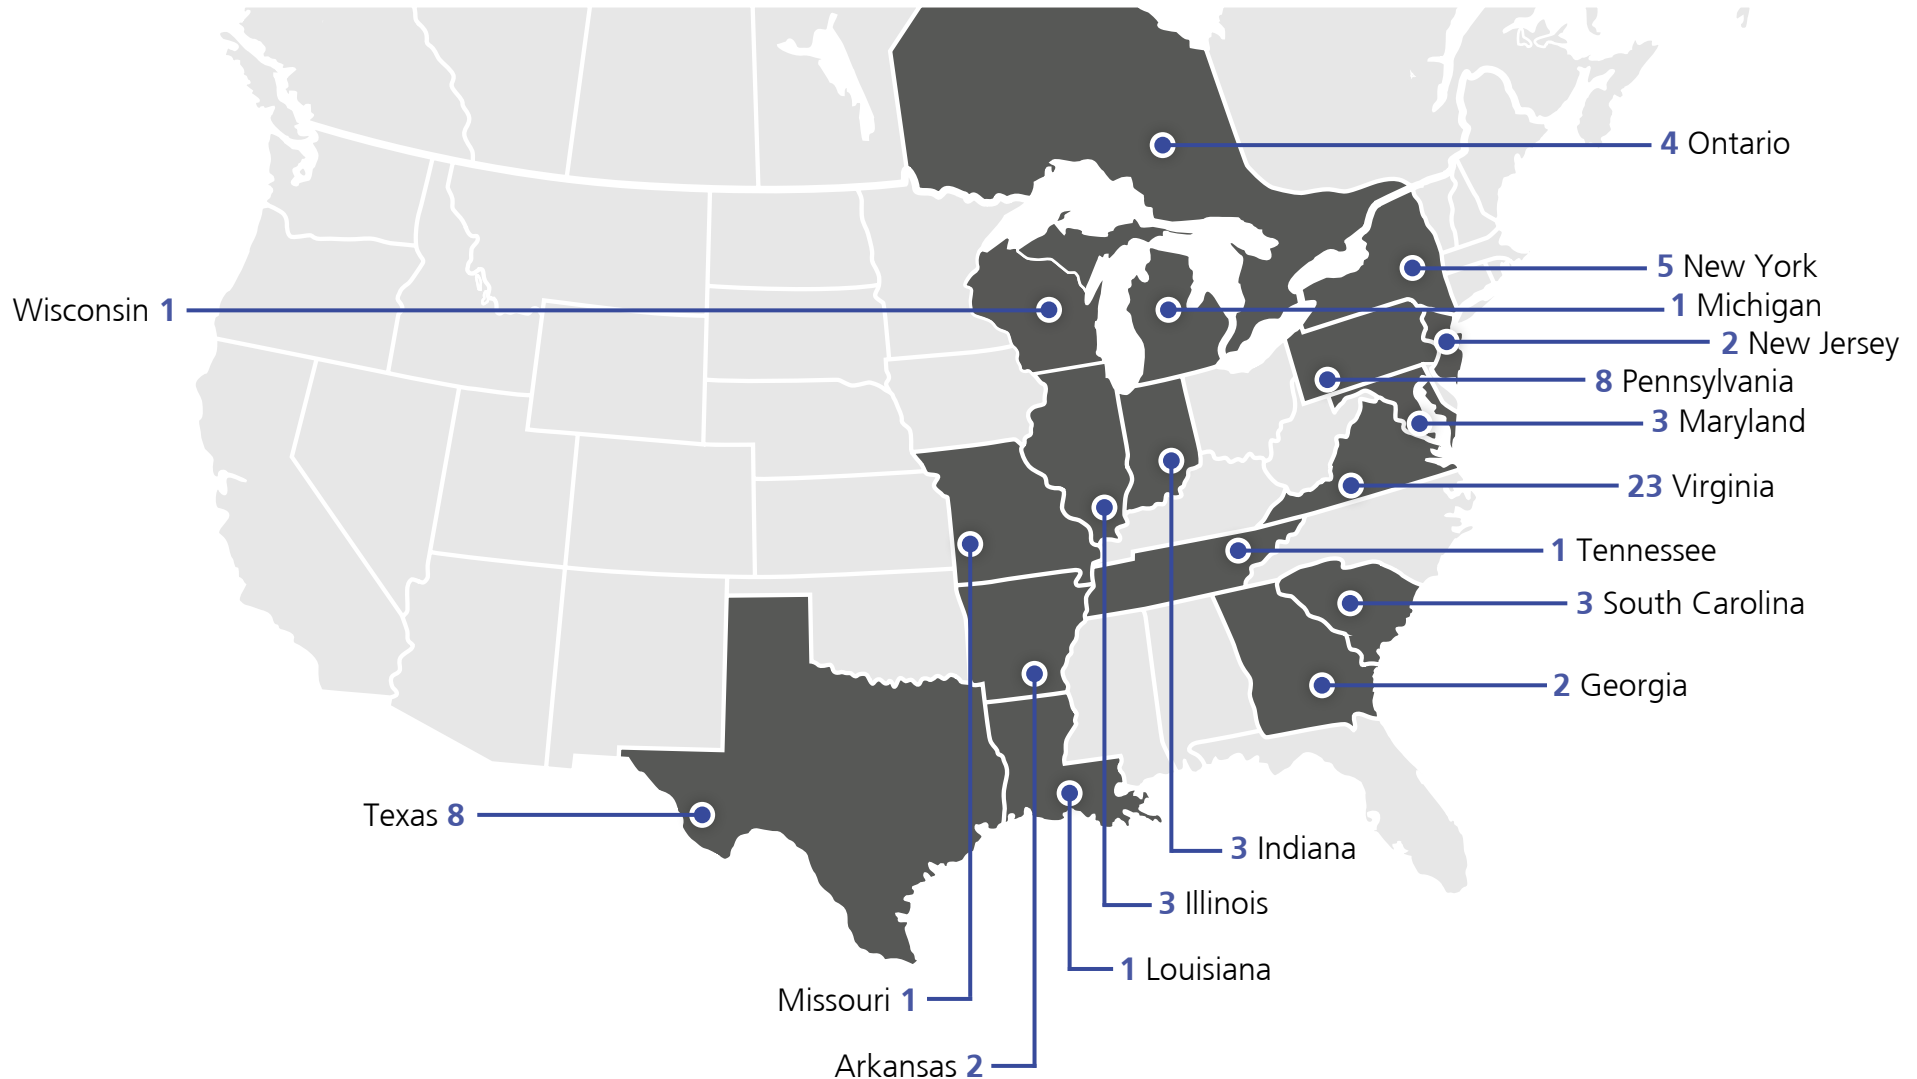 4 Ontario
5 New York
Wisconsin 1
1 Michigan
2 New Jersey
8 Pennsylvania
3 Maryland
23 Virginia
1 Tennessee
3 South Carolina
2 Georgia
Texas 8
3 Indiana
3 Illinois
1 Louisiana
Missouri 1
Arkansas 2